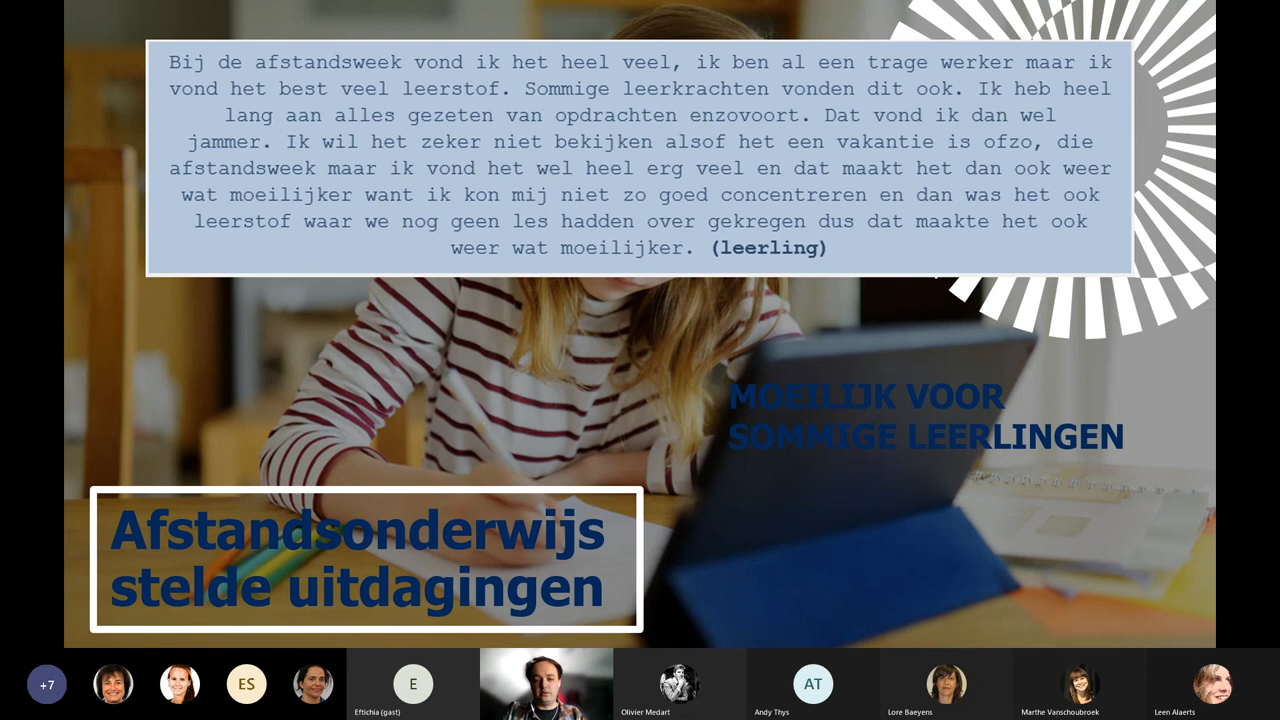 Bij de afstandsweek vond ik het heel veel, ik ben al een trage werker maar ik
vond het best veel leerstof. Sommige leerkrachten vonden dit ook. Ik heb heel
lang aan alles gezeten van opdrachten enzovoort. Dat vond ik dan wel
jammer. Ik wil het zeker niet bekijken alsof het een vakantie is ofzo, die
afstandsweek maar ik vond het wel heel erg veel en dat maakt het dan ook weer
wat moeilijker want ik kon mij niet zo goed concentreren en dan was het ook
leerstof waar we nog geen les hadden over gekregen dus dat maakte het ook
weer wat moeilijker. (leerling)
MOEILIJK VOOR
SOMMIGE LEERLINGEN
Afstandsonderwijs
stelde uitdagingen
+7
ES
E
AT
Eftichia (gast)
Olivier Medart
Andy Thys
Lore Baeyens
Marthe Vanschoubroek
Leen Alaerts